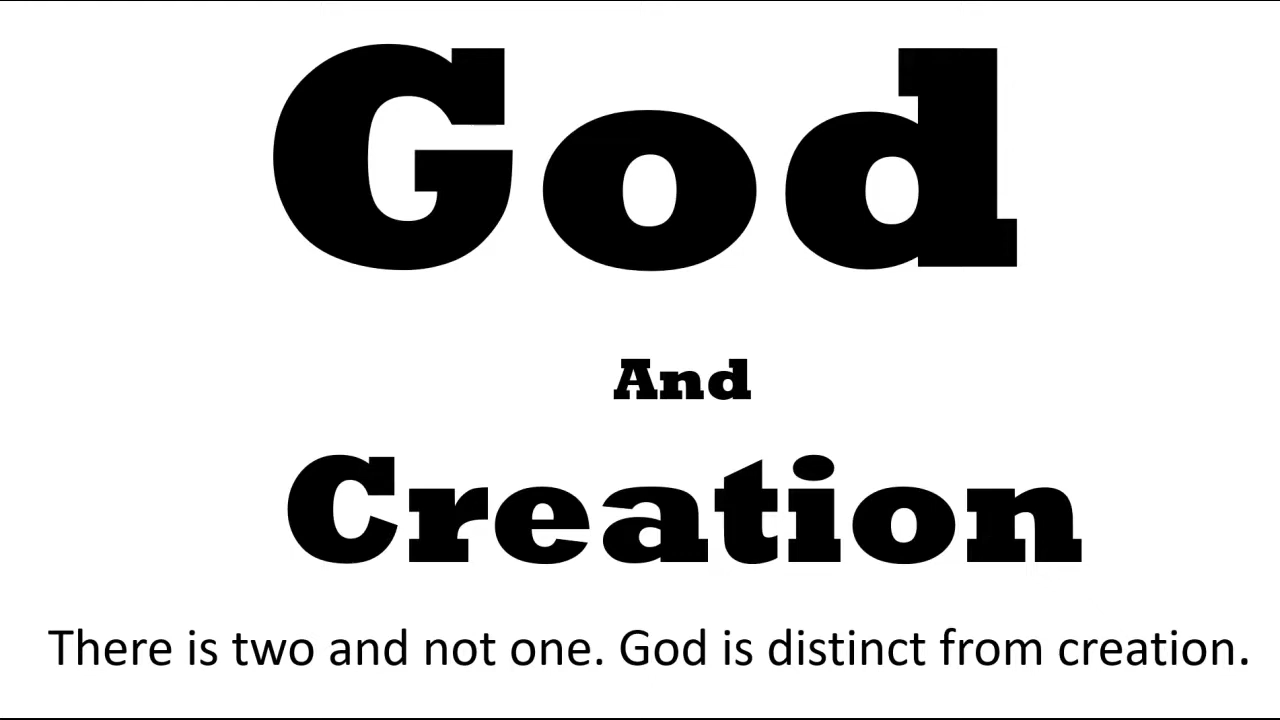 God
And
Creation
There is two and not one. God is distinct from creation.